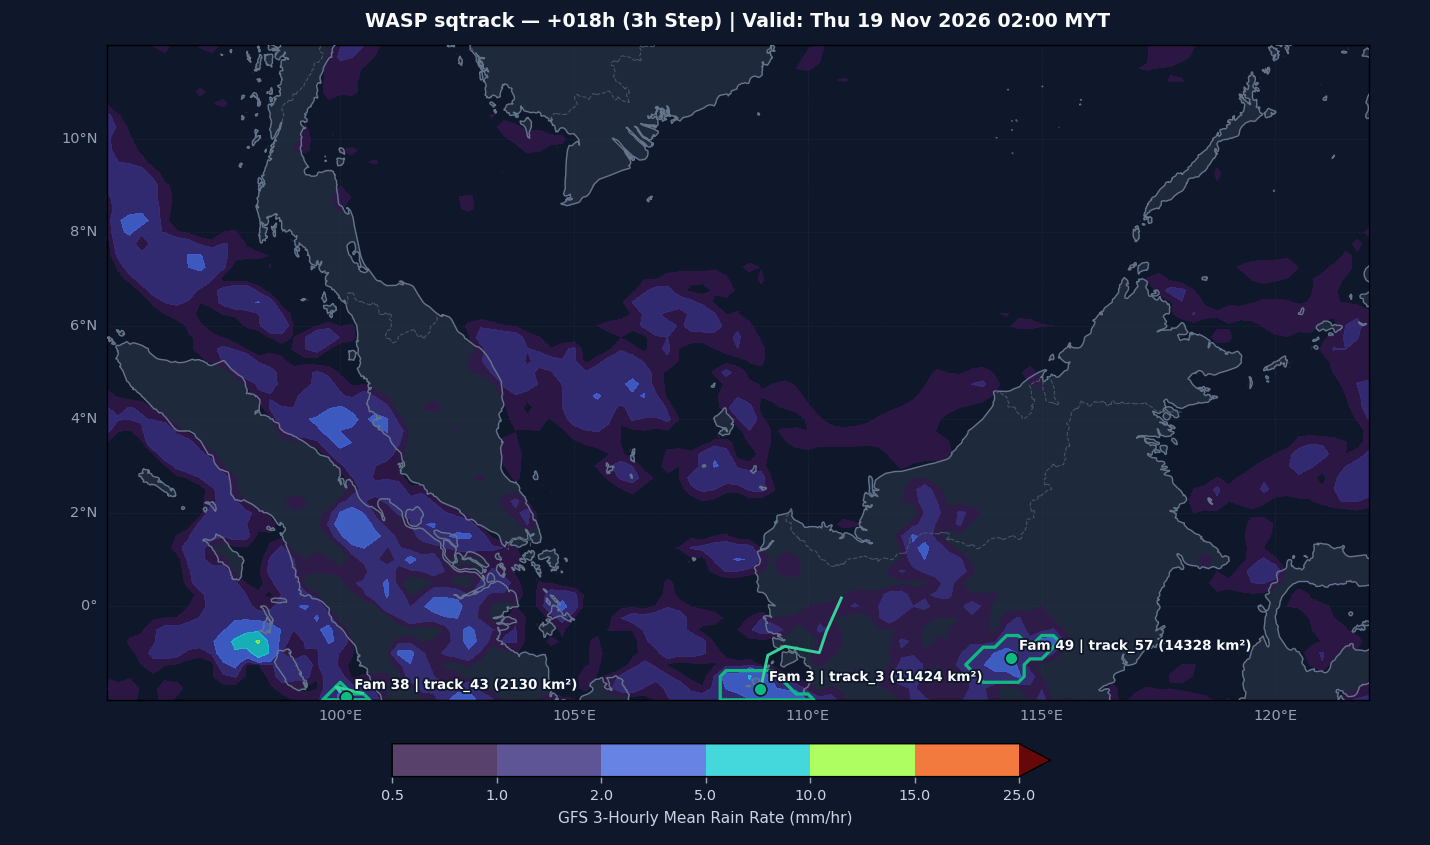 WASP sqtrack — +018h (3h Step) | Valid: Thu 19 Nov 2026 02:00 MYT
10°N
8°N
6°N
4°N
2°N
0°
Fam 49 | track_57 (14328 km²)
Fam 3 | track_3 (11424 km²)
Fam 38 | track_43 (2130 km²)
100°E 105°E 110°E 115°E 120°E
0.5 1.0 2.0 5.0 10.0 15.0 25.0
GFS 3-Hourly Mean Rain Rate (mm/hr)